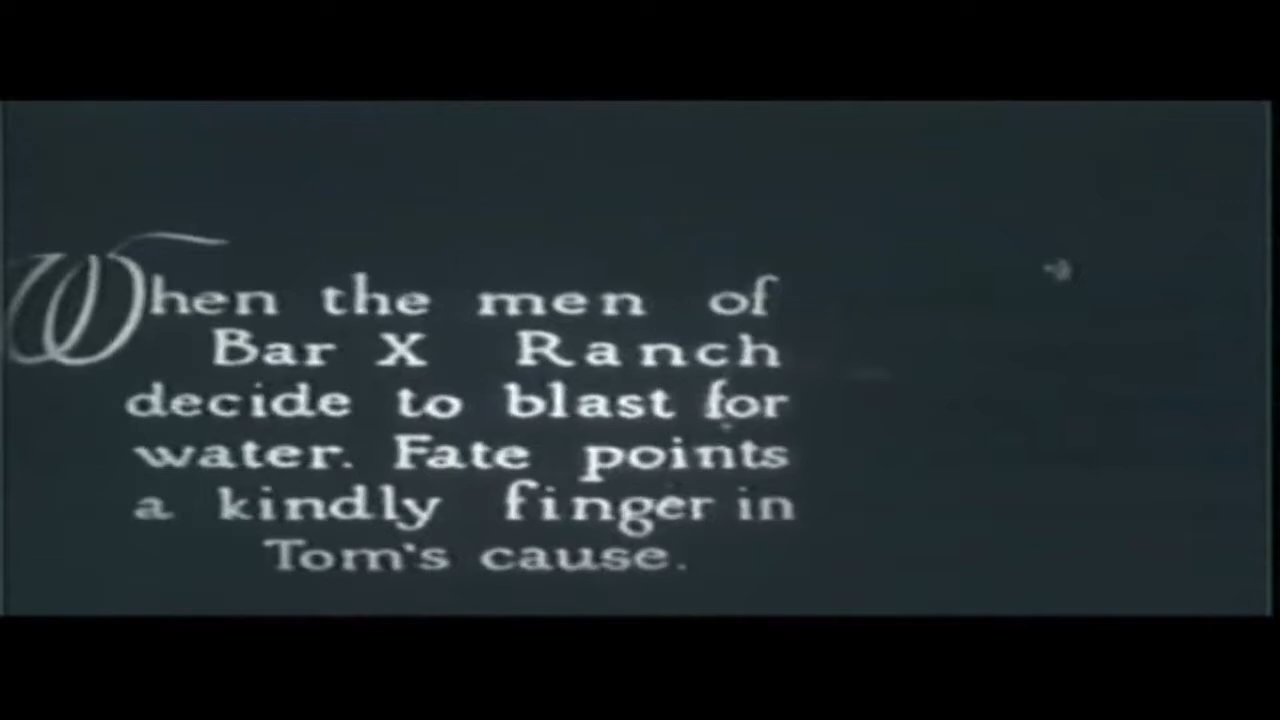 When the men of
Bar X Ranch
decide to blast for
water. Fate points
a kindly finger in
Tom's cause.